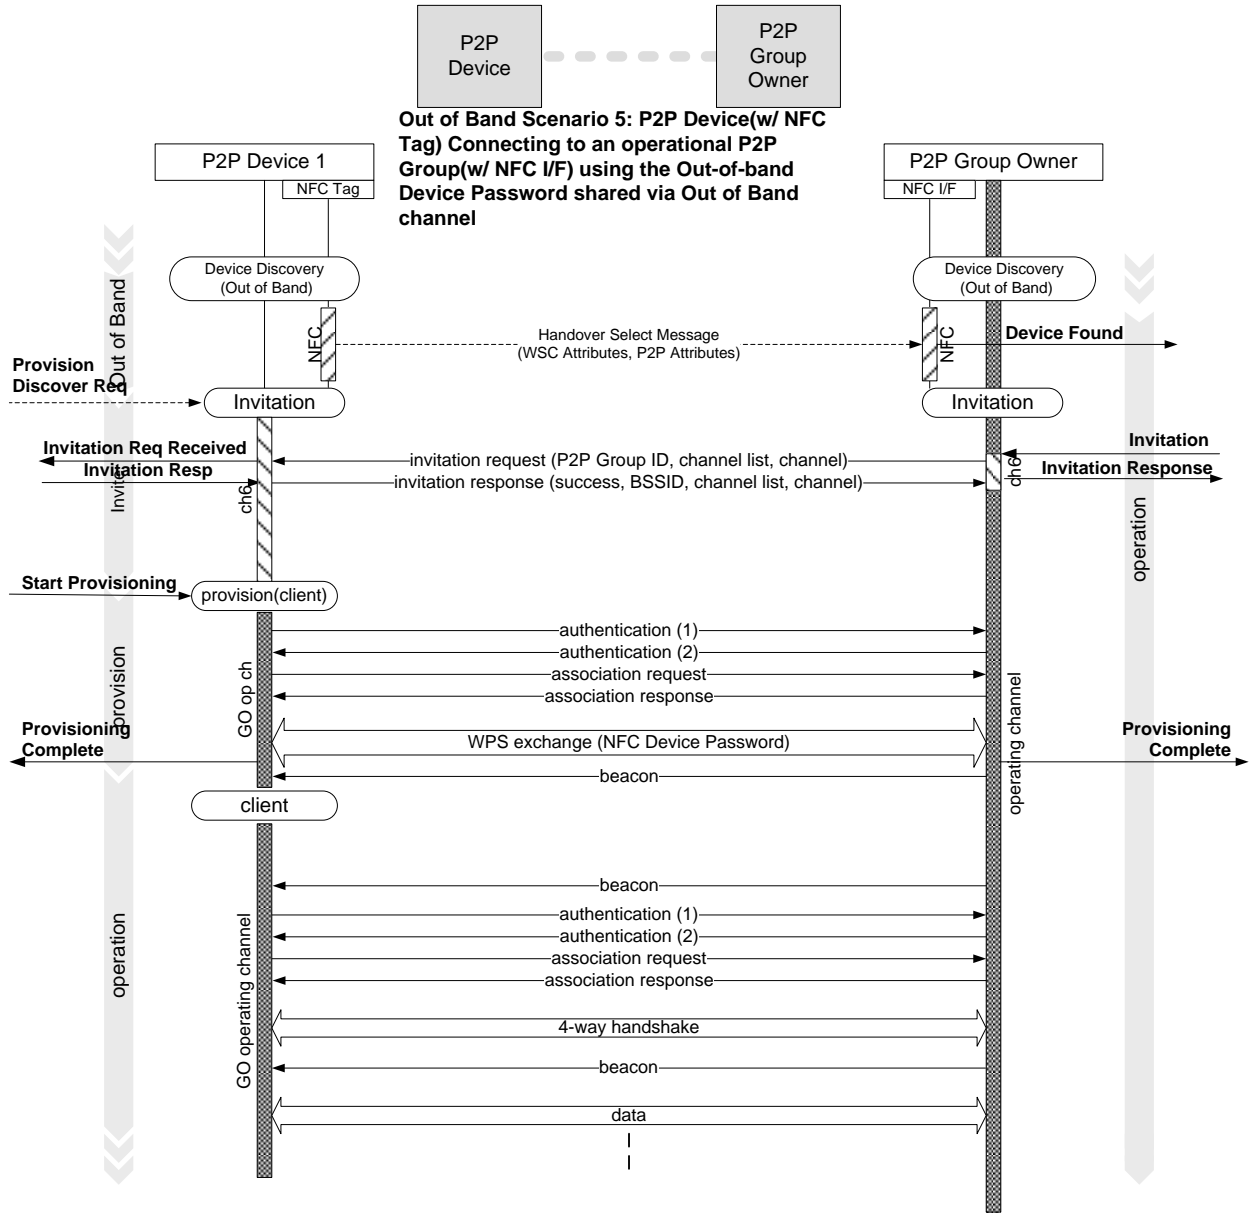 P2P
Device
P2P
Group
Owner
Out of Band Scenario 5: P2P Device(w/ NFC
Tag) Connecting to an operational P2P
Group(w/ NFC I/F) using the Out-of-band
Device Password shared via Out of Band
channel
P2P Device 1
NFC Tag
P2P Group Owner
NFC I/F
Out of Band
Device Discovery
(Out of Band)
Device Discovery
(Out of Band)
NFC
Handover Select Message
(WSC Attributes, P2P Attributes)
NFC
Device Found
Provision
Discover Req
Invitation
Invitation
Invitation Req Received
Invitation Resp
Invite
ch6
invitation request (P2P Group ID, channel list, channel)
invitation response (success, BSSID, channel list, channel)
ch6
Invitation
Invitation Response
operation
Start Provisioning
provision(client)
provision
GO op ch
authentication (1)
authentication (2)
association request
association response
WPS exchange (NFC Device Password)
beacon
operating channel
Provisioning
Complete
Provisioning
Complete
client
operation
GO operating channel
beacon
authentication (1)
authentication (2)
association request
association response
4-way handshake
beacon
data